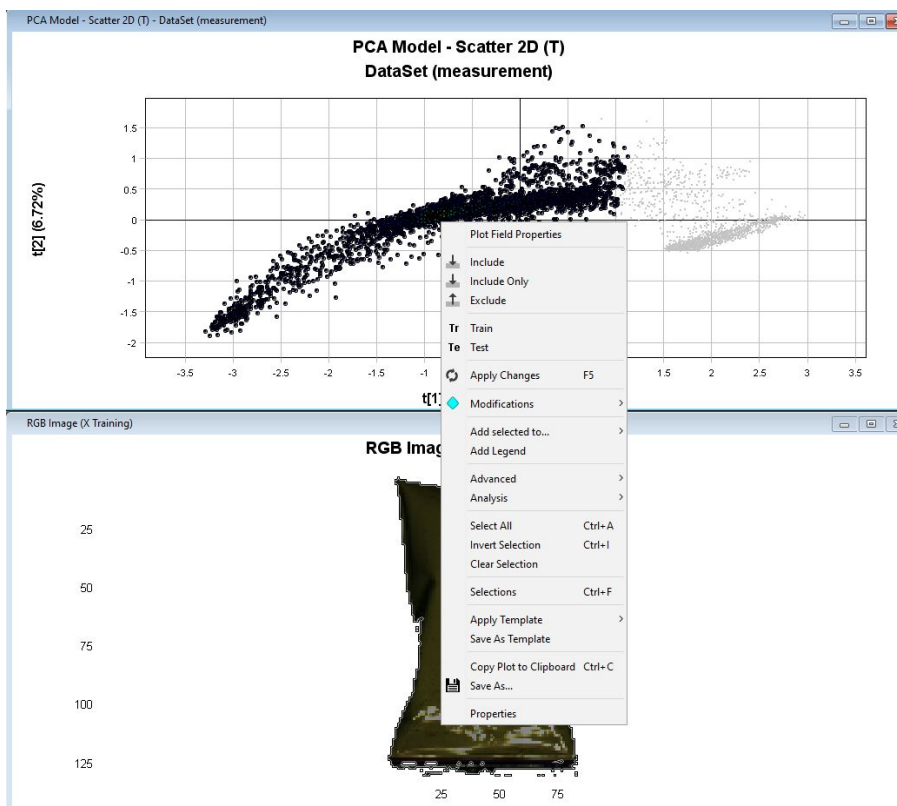 PCA Model - Scatter 2D (T) - DataSet (measurement)
PCA Model - Scatter 2D (T)
DataSet (measurement)
t[2] (6.72%)
1.5
1
0.5
0
-0.5
-1
-1.5
-2
-3.5 -3 -2.5 -2 -1.5 -1 1.5 2 2.5 3 3.5
t[1]
Plot Field Properties
Include
Include Only
Exclude
Tr Train
Te Test
Apply Changes F5
Modifications
Add selected to...
Add Legend
Advanced
Analysis
Select All Ctrl+A
Invert Selection Ctrl+I
Clear Selection
Selections Ctrl+F
Apply Template
Save As Template
Copy Plot to Clipboard Ctrl+C
Save As...
Properties
RGB Image (X Training)
RGB Imag
25
50
75
100
125
25 50 75